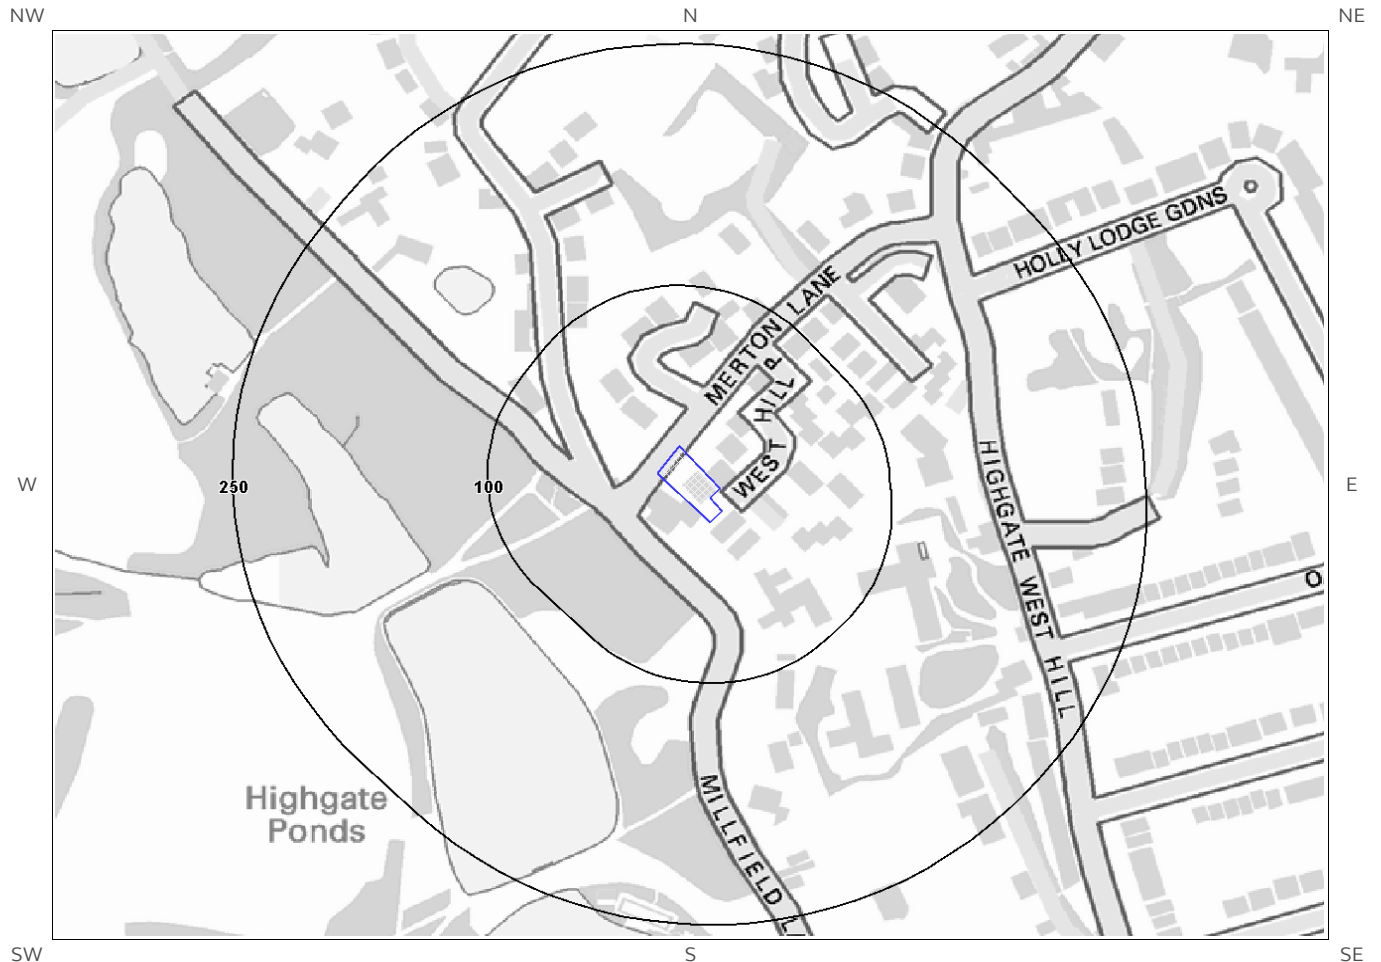 NW
N
NE
HOLLY LODGE GDNS
MERTON LANE
WEST HILL P
W
250
100
E
HIGHGATE WEST HILL
O
Highgate
Ponds
MILLFIELD L
SW
S
SE